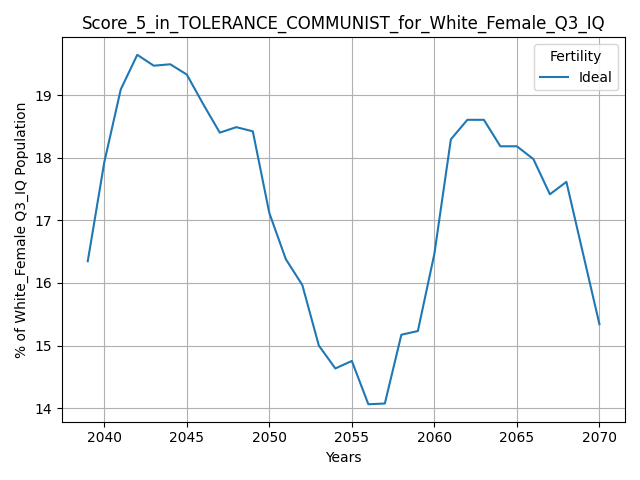 Score_5_in_TOLERANCE_COMMUNIST_for_White_Female_Q3_IQ
Fertility
Ideal
19
18
17
16
15
14
% of White_Female Q3_IQ Population
2040 2045 2050 2055 2060 2065 2070
Years